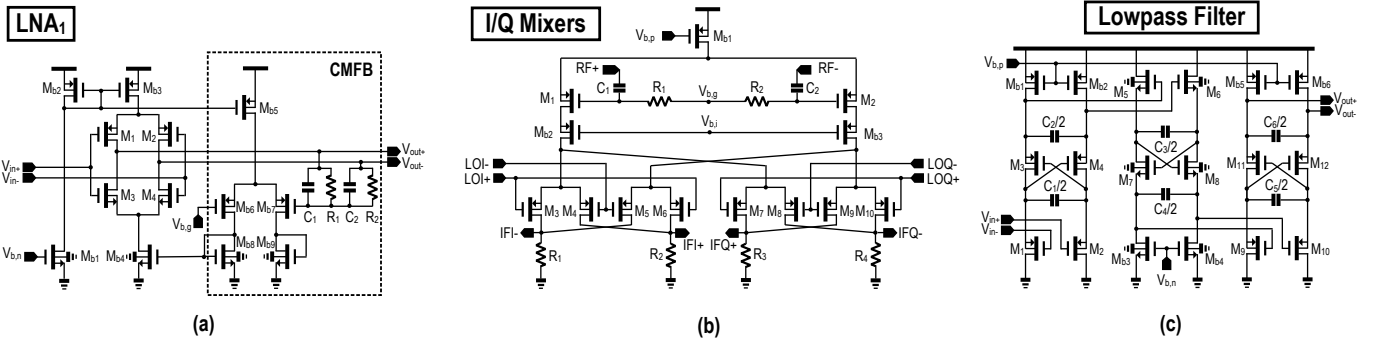 LNA1
CMFB
Mb2
Mb3
Mb5
M1
M2
Vin+
Vin-
Vout+
Vout-
M3
M4
Mb6
Mb7
C1
R1
C2
R2
Vb,g
Mb8
Mb9
Vb,n
Mb1
Mb4
(a)
I/Q Mixers
Vb,p
Mb1
RF+
RF-
C1
R1
Vb,g
R2
C2
M1
M2
Mb2
Vb,i
Mb3
LOI-
LOI+
LOQ-
LOQ+
M3
M4
M5
M6
M7
M8
M9
M10
IFI-
IFI+
IFQ+
IFQ-
R1
R2
R3
R4
(b)
Lowpass Filter
Vb,p
Mb1
Mb2
M5
M6
Mb5
Mb6
Vout+
Vout-
C2/2
C3/2
C6/2
M3
M4
M7
M8
M11
M12
C1/2
C4/2
C5/2
Vin+
Vin-
M1
M2
Mb3
Mb4
M9
M10
Vb,n
(c)